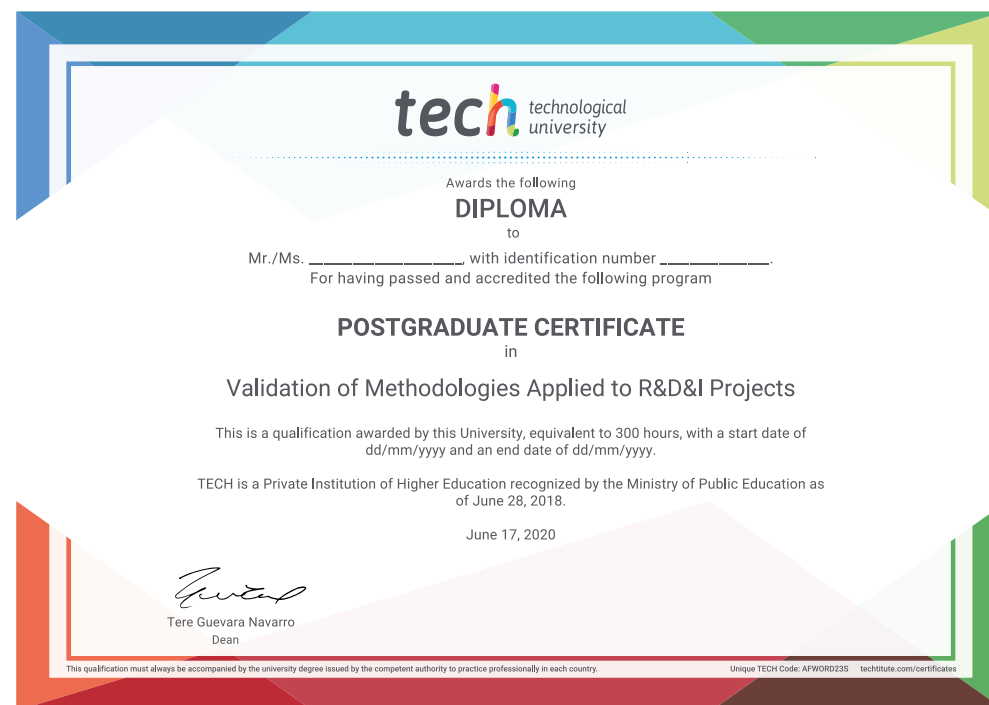 tech technological
university
Awards the following
DIPLOMA
to
Mr./Ms. ____________________, with identification number ______________.
For having passed and accredited the following program
POSTGRADUATE CERTIFICATE
in
Validation of Methodologies Applied to R&D&I Projects
This is a qualification awarded by this University, equivalent to 300 hours, with a start date of
dd/mm/yyyy and an end date of dd/mm/yyyy.
TECH is a Private Institution of Higher Education recognized by the Ministry of Public Education as
of June 28, 2018.
June 17, 2020
Tere Guevara Navarro
Dean
This qualification must always be accompanied by the university degree issued by the competent authority to practice professionally in each country. Unique TECH Code: AFWORD23S techtitute.com/certificates